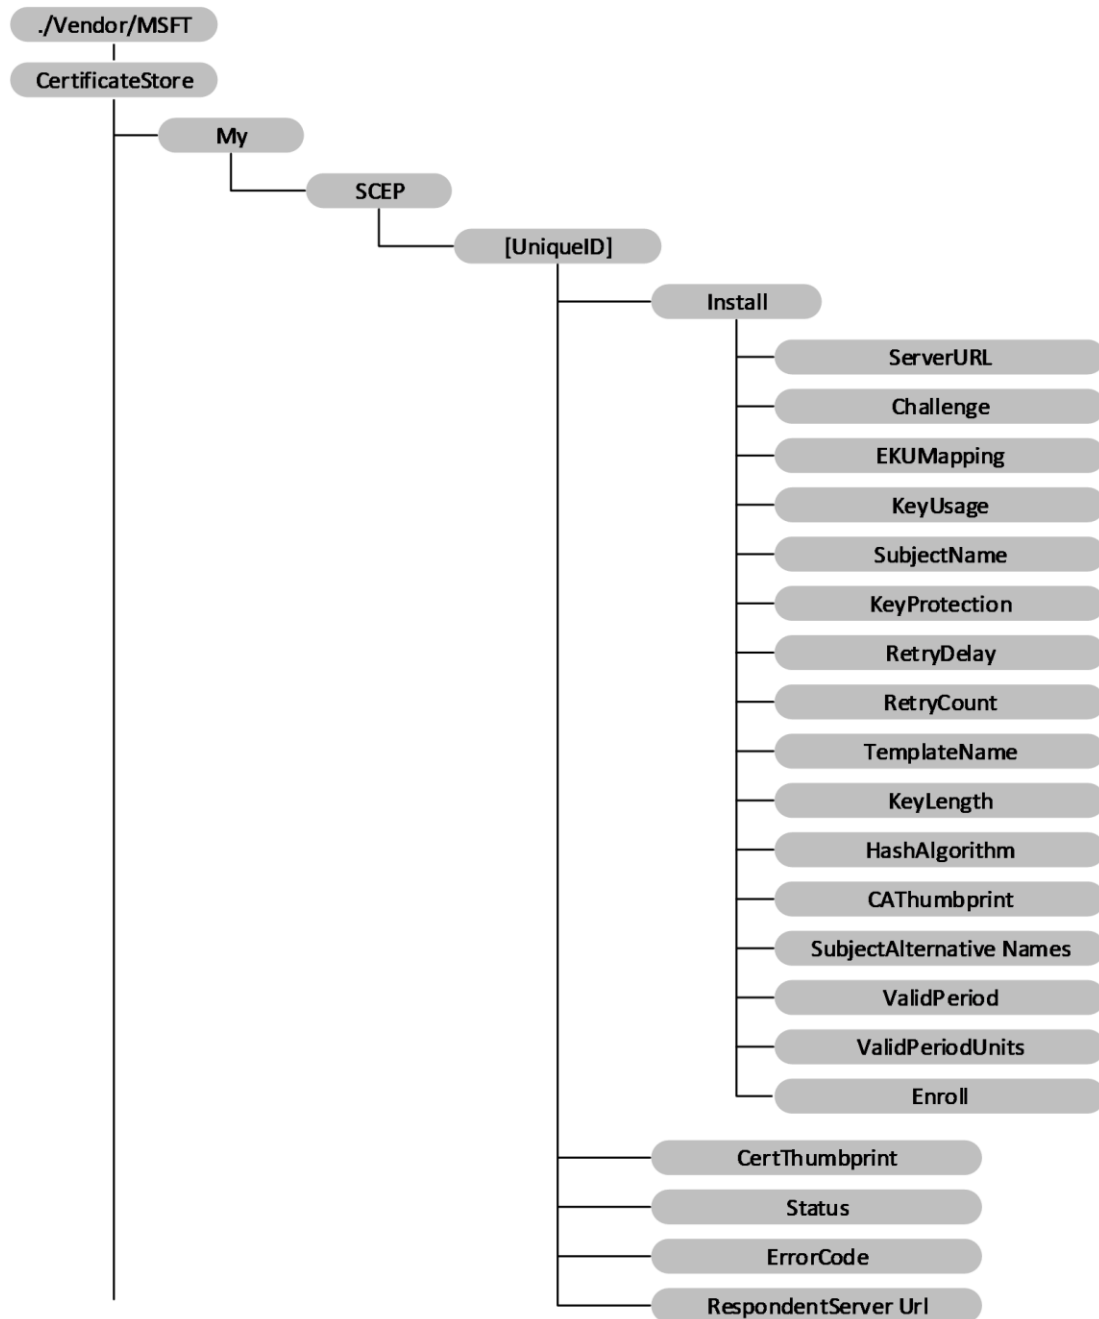 ./Vendor/MSFT
CertificateStore
My
SCEP
[UniqueID]
Install
ServerURL
Challenge
EKUMapping
KeyUsage
SubjectName
KeyProtection
RetryDelay
RetryCount
TemplateName
KeyLength
HashAlgorithm
CAThumbprint
SubjectAlternative Names
ValidPeriod
ValidPeriodUnits
Enroll
CertThumbprint
Status
ErrorCode
RespondentServer Url